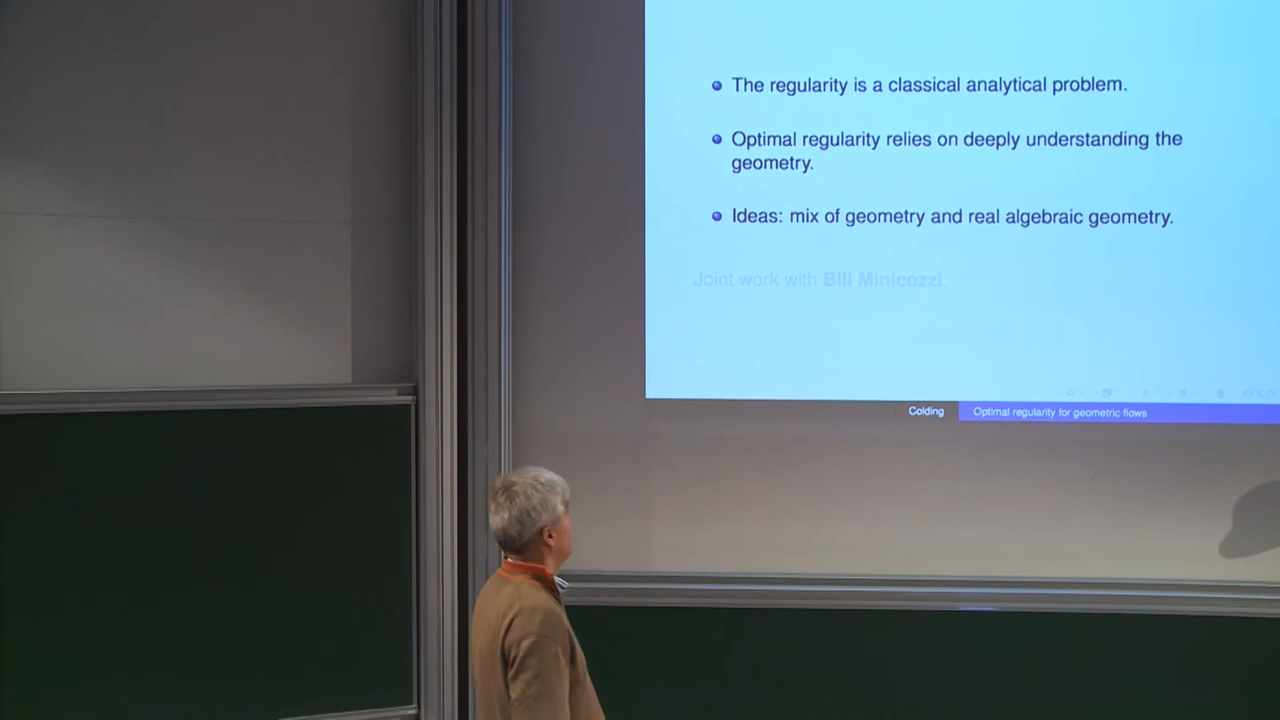 The regularity is a classical analytical problem.
Optimal regularity relies on deeply understanding the
geometry.
Ideas: mix of geometry and real algebraic geometry.
Joint work with Bill Minicozzi.
Colding
Optimal regularity for geometric flows